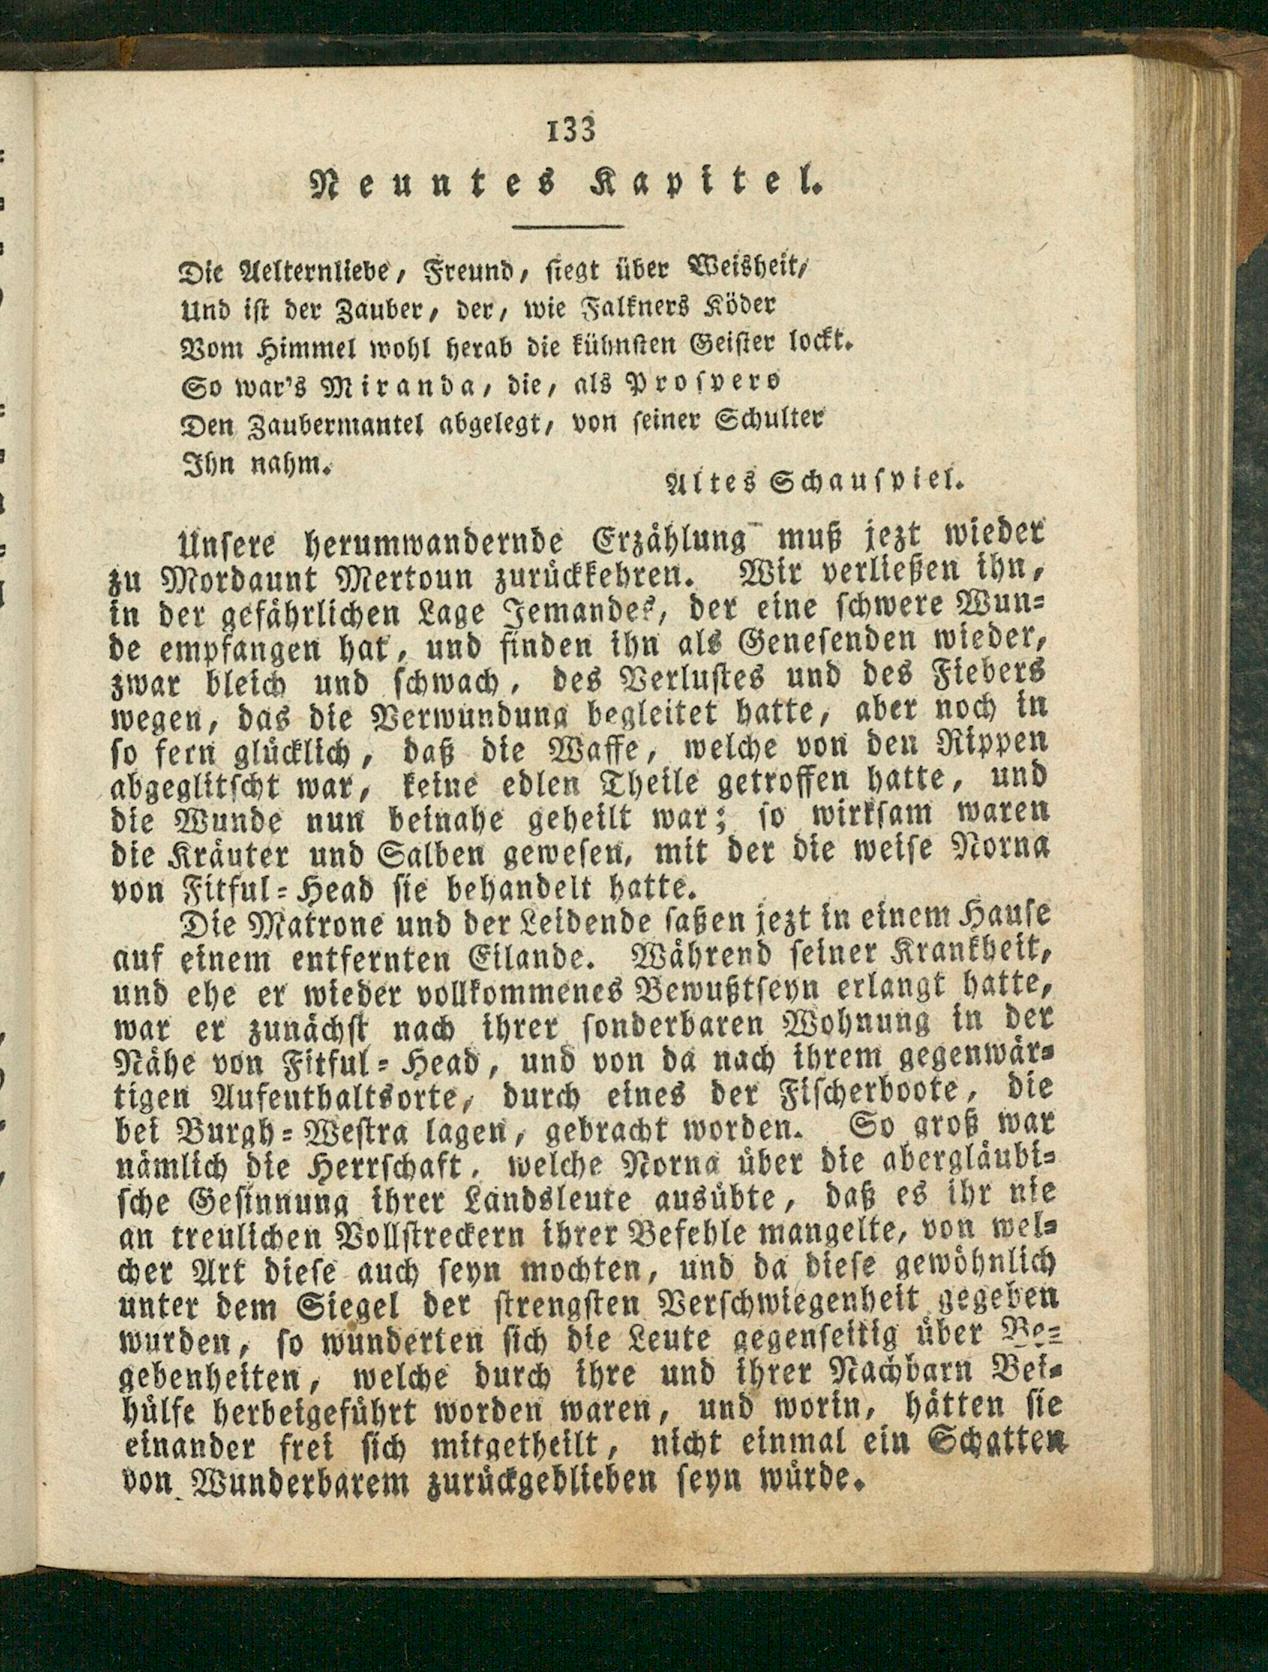 133
Neuntes Kapitel.
Die Aelternliebe, Freund, siegt über Weisheit,
Und ist der Zauber, der, wie Falkners Köder
Vom Himmel wohl herab die kühnsten Geister lockt.
So war's Miranda, die, als Prospero
Den Zaubermantel abgelegt, von seiner Schulter
Ihn nahm.
Altes Schauspiel.
Unsere herumwandernde Erzählung muß jezt wieder
zu Mordaunt Mertoun zurückkehren. Wir verließen ihn,
in der gefährlichen Lage Jemandes, der eine schwere Wun-
de empfangen hat, und finden ihn als Genesenden wieder,
zwar bleich und schwach, des Verlustes und des Fiebers
wegen, das die Verwundung begleitet hatte, aber noch in
so fern glücklich, daß die Waffe, welche von den Rippen
abgeglitscht war, keine edlen Theile getroffen hatte, und
die Wunde nun beinahe geheilt war; so wirksam waren
die Kräuter und Salben gewesen, mit der die weise Norna
von Fitful-Head sie behandelt hatte.
Die Matrone und der Leidende saßen jezt in einem Hause
auf einem entfernten Eilande. Während seiner Krankheit,
und ehe er wieder vollkommenes Bewußtseyn erlangt hatte,
war er zunächst nach ihrer sonderbaren Wohnung in der
Nähe von Fitful-Head, und von da nach ihrem gegenwär-
tigen Aufenthaltsorte, durch eines der Fischerboote, die
bei Burgh-Westra lagen, gebracht worden. So groß war
nämlich die Herrschaft, welche Norna über die abergläubi-
sche Gesinnung ihrer Landsleute ausübte, daß es ihr nie
an treulichen Vollstreckern ihrer Befehle mangelte, von wel-
cher Art diese auch seyn mochten, und da diese gewöhnlich
unter dem Siegel der strengsten Verschwiegenheit gegeben
wurden, so wunderten sich die Leute gegenseitig über Be-
gebenheiten, welche durch ihre und ihrer Nachbarn Bei-
hülfe herbeigeführt worden waren, und worin, hätten sie
einander frei sich mitgetheilt, nicht einmal ein Schatten
von Wunderbarem zurückgeblieben seyn würde.